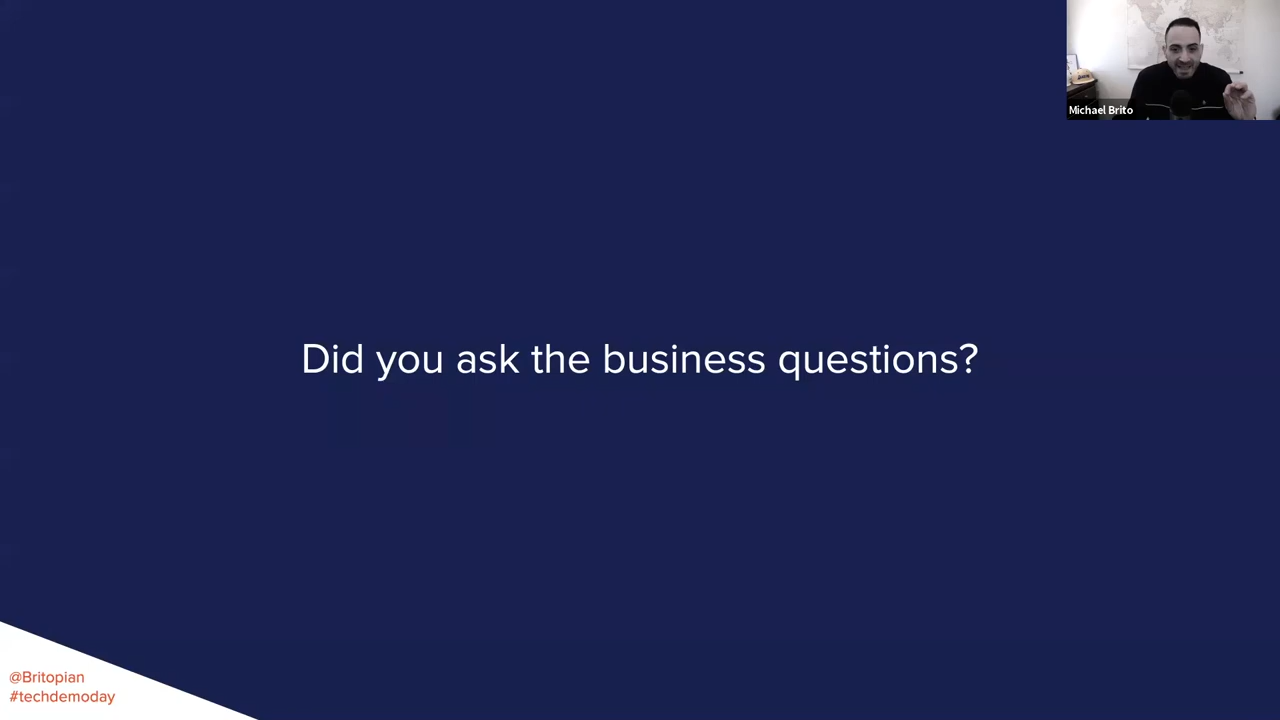 Michael Brito
Did you ask the business questions?
@Britopian
#techdemoday